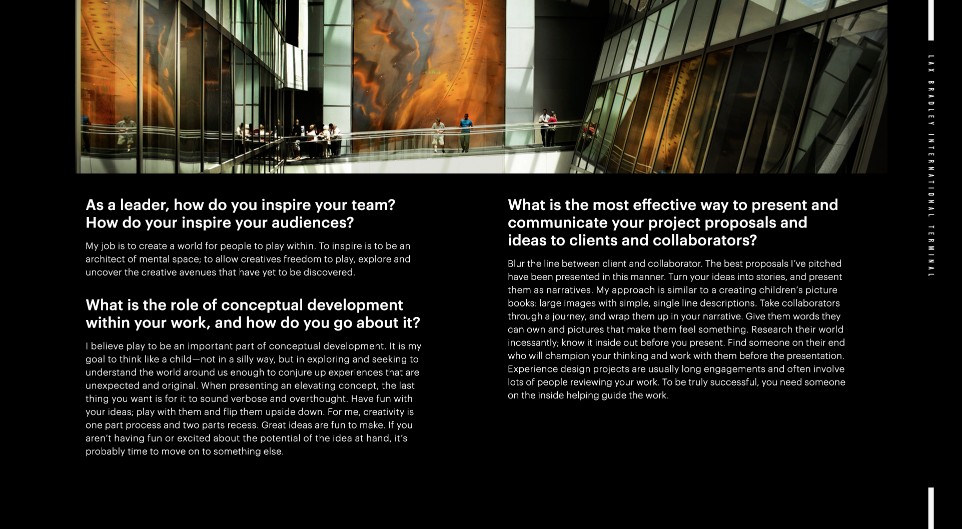 As a leader, how do you inspire your team?
How do your inspire your audiences?
My job is to create a world for people to play within. To inspire is to be an
architect of mental space; to allow creatives freedom to play, explore and
uncover the creative avenues that have yet to be discovered.
What is the role of conceptual development
within your work, and how do you go about it?
I believe play to be an important part of conceptual development. It is my
goal to think like a child—not in a silly way, but in exploring and seeking to
understand the world around us enough to conjure up experiences that are
unexpected and original. When presenting an elevating concept, the last
thing you want is for it to sound verbose and overthought. Have fun with
your ideas; play with them and flip them upside down. For me, creativity is
one part process and two parts recess. Great ideas are fun to make. If you
aren't having fun or excited about the potential of the idea at hand, it's
probably time to move on to something else.
What is the most effective way to present and
communicate your project proposals and
ideas to clients and collaborators?
Blur the line between client and collaborator. The best proposals I've pitched
have been presented in this manner. Turn your ideas into stories, and present
them as narratives. My approach is similar to a creating children's picture
books: large images with simple, single line descriptions. Take collaborators
through a journey, and wrap them up in your narrative. Give them words they
can own and pictures that make them feel something. Research their world
incessantly; know it inside out before you present. Find someone on their end
who will champion your thinking and work with them before the presentation.
Experience design projects are usually long engagements and often involve
lots of people reviewing your work. To be truly successful, you need someone
on the inside helping guide the work.
LAX BRADLEY INTERNATIONAL TERMINAL